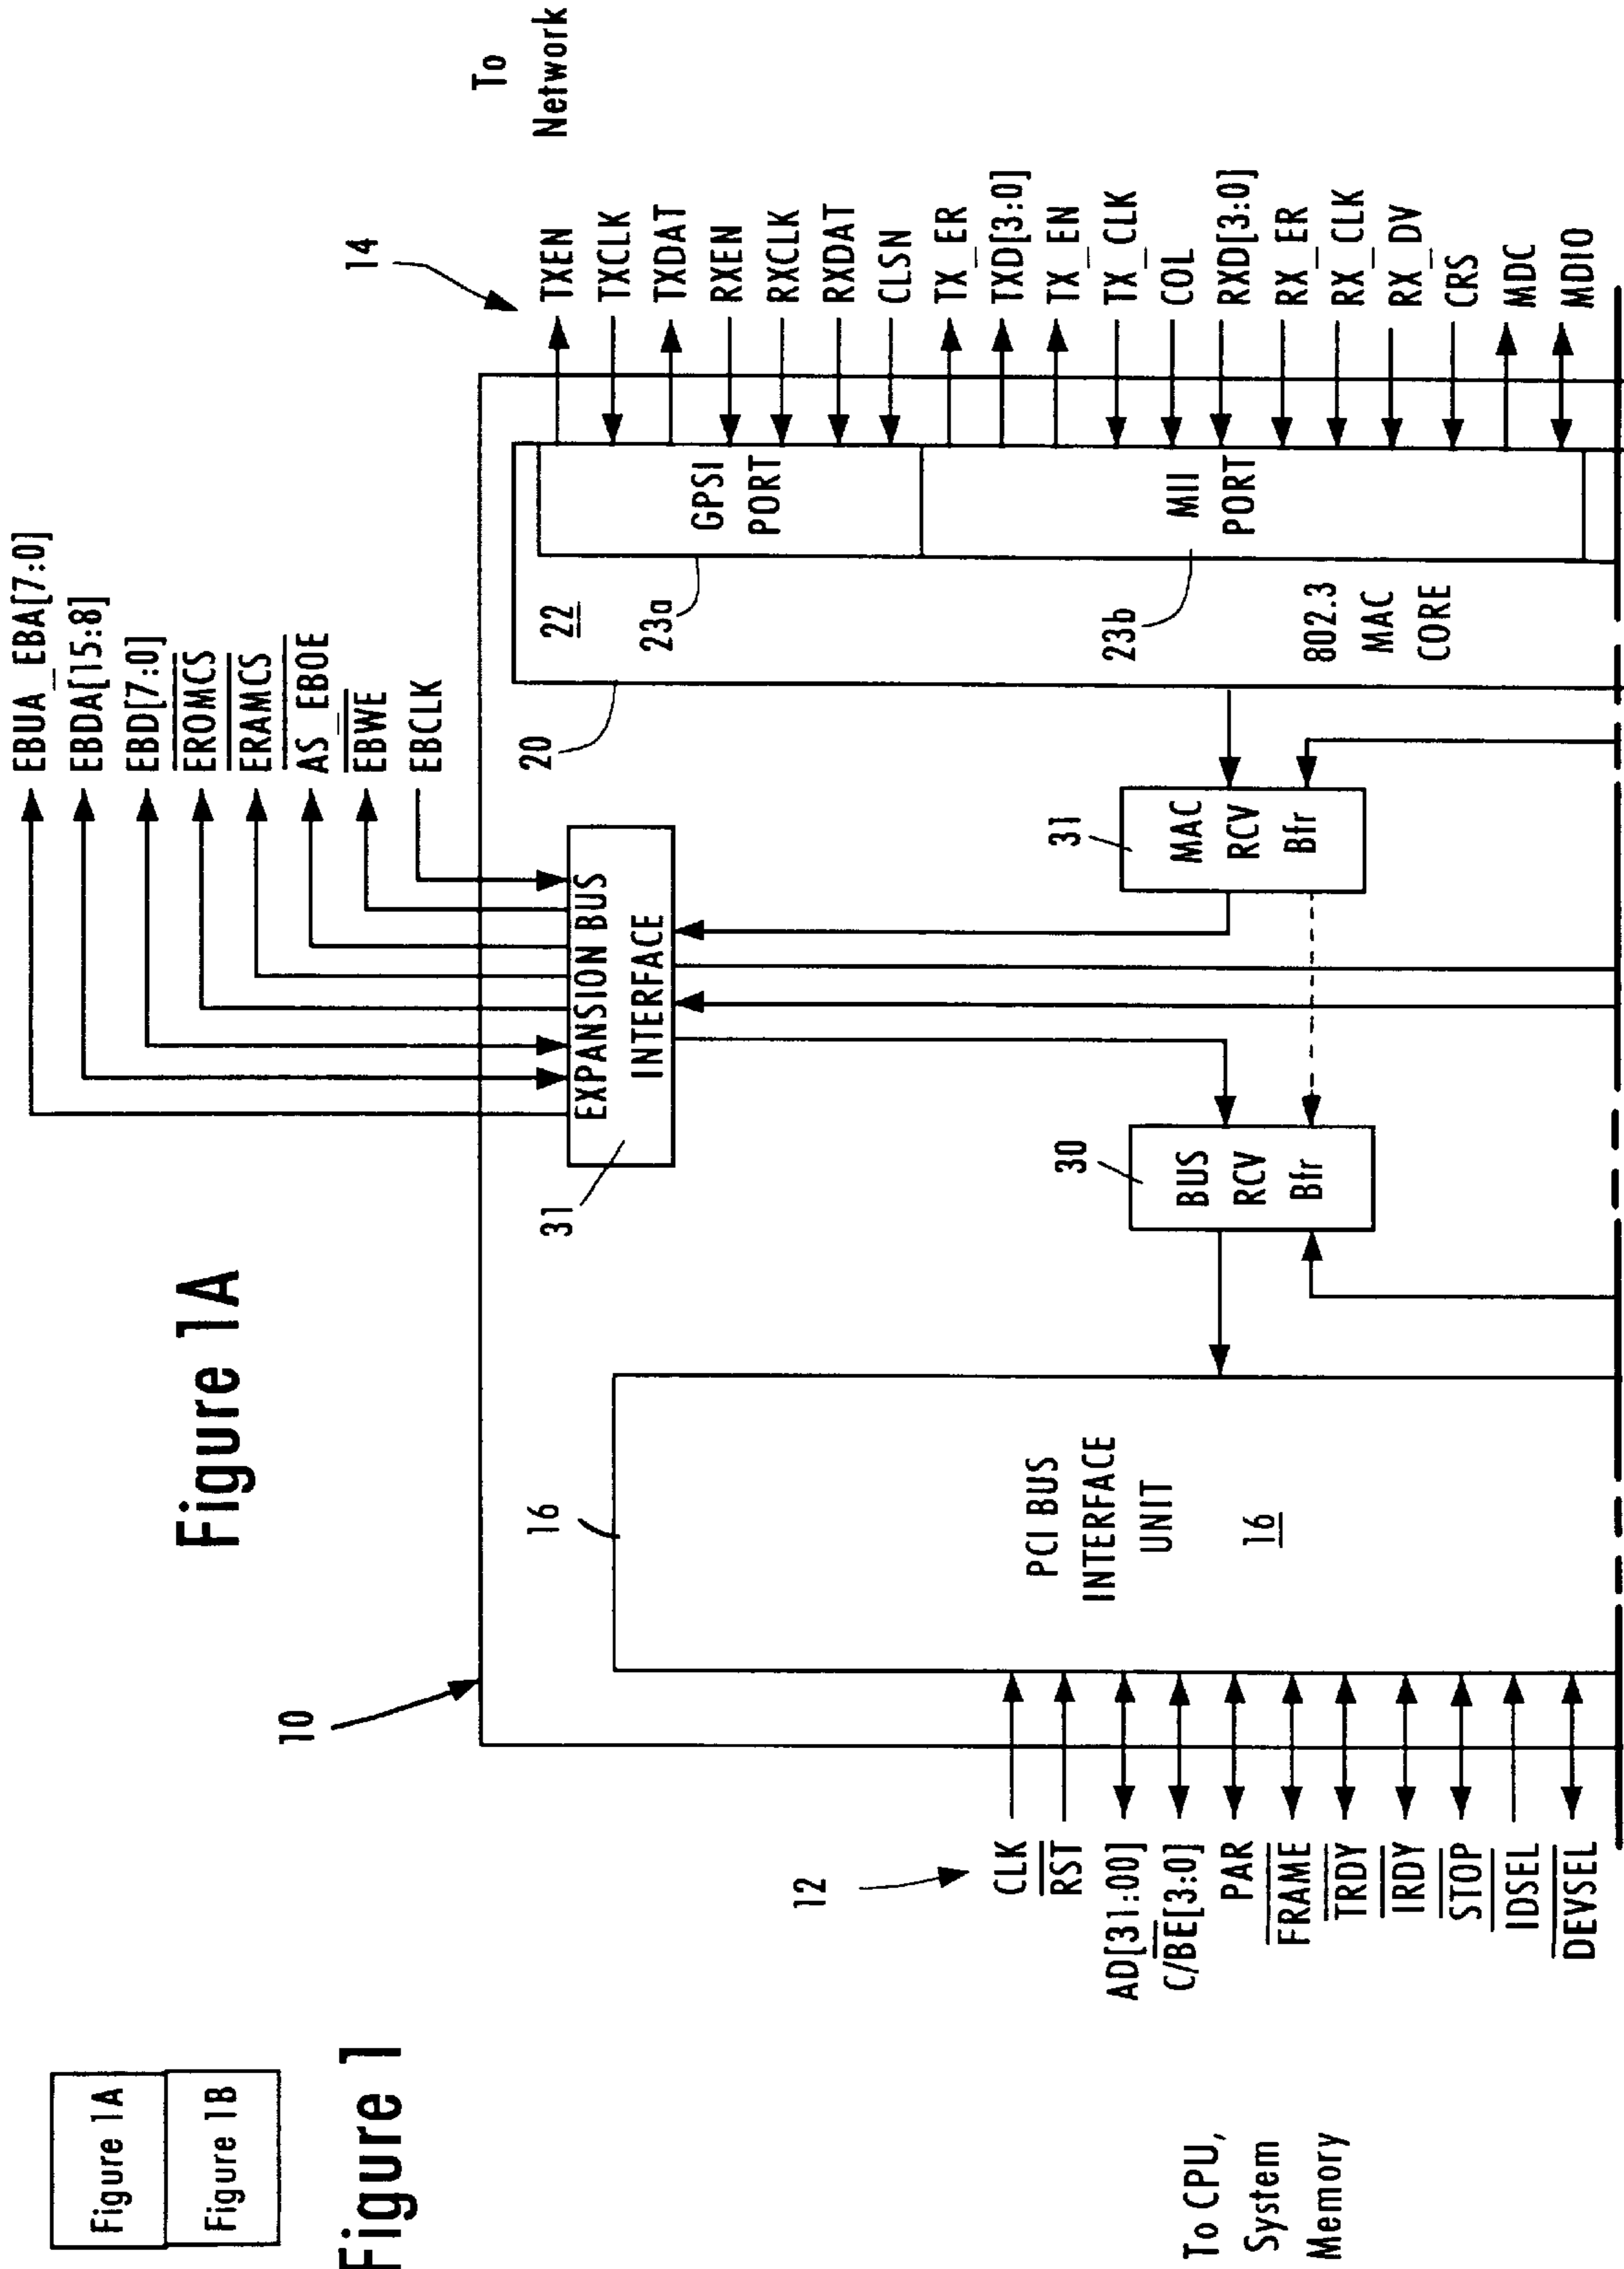 Figure 1A
Figure 1B
Figure 1
Figure 1A
EBUA_EBA[7:0]
EBDA[15:8]
EBD[7:0]
EROMCS
ERAMCS
AS_EBOE
EBWE
EBCLK
To
Network
10
12
14
CLK
RST
AD[31:00]
C/BE[3:0]
PAR
FRAME
TRDY
IRDY
STOP
IDSEL
DEVSEL
To CPU,
System
Memory
16
PCI BUS
INTERFACE
UNIT
16
31
EXPANSION BUS
INTERFACE
30
BUS
RCV
Bfr
31
MAC
RCV
Bfr
20
22
23a
GPSI
PORT
23b
MII
PORT
802.3
MAC
CORE
TXEN
TXCLK
TXDAT
RXEN
RXCLK
RXDAT
CLSN
TX_ER
TXD[3:0]
TX_EN
TX_CLK
COL
RXD[3:0]
RX_ER
RX_CLK
RX_DV
CRS
MDC
MDIO